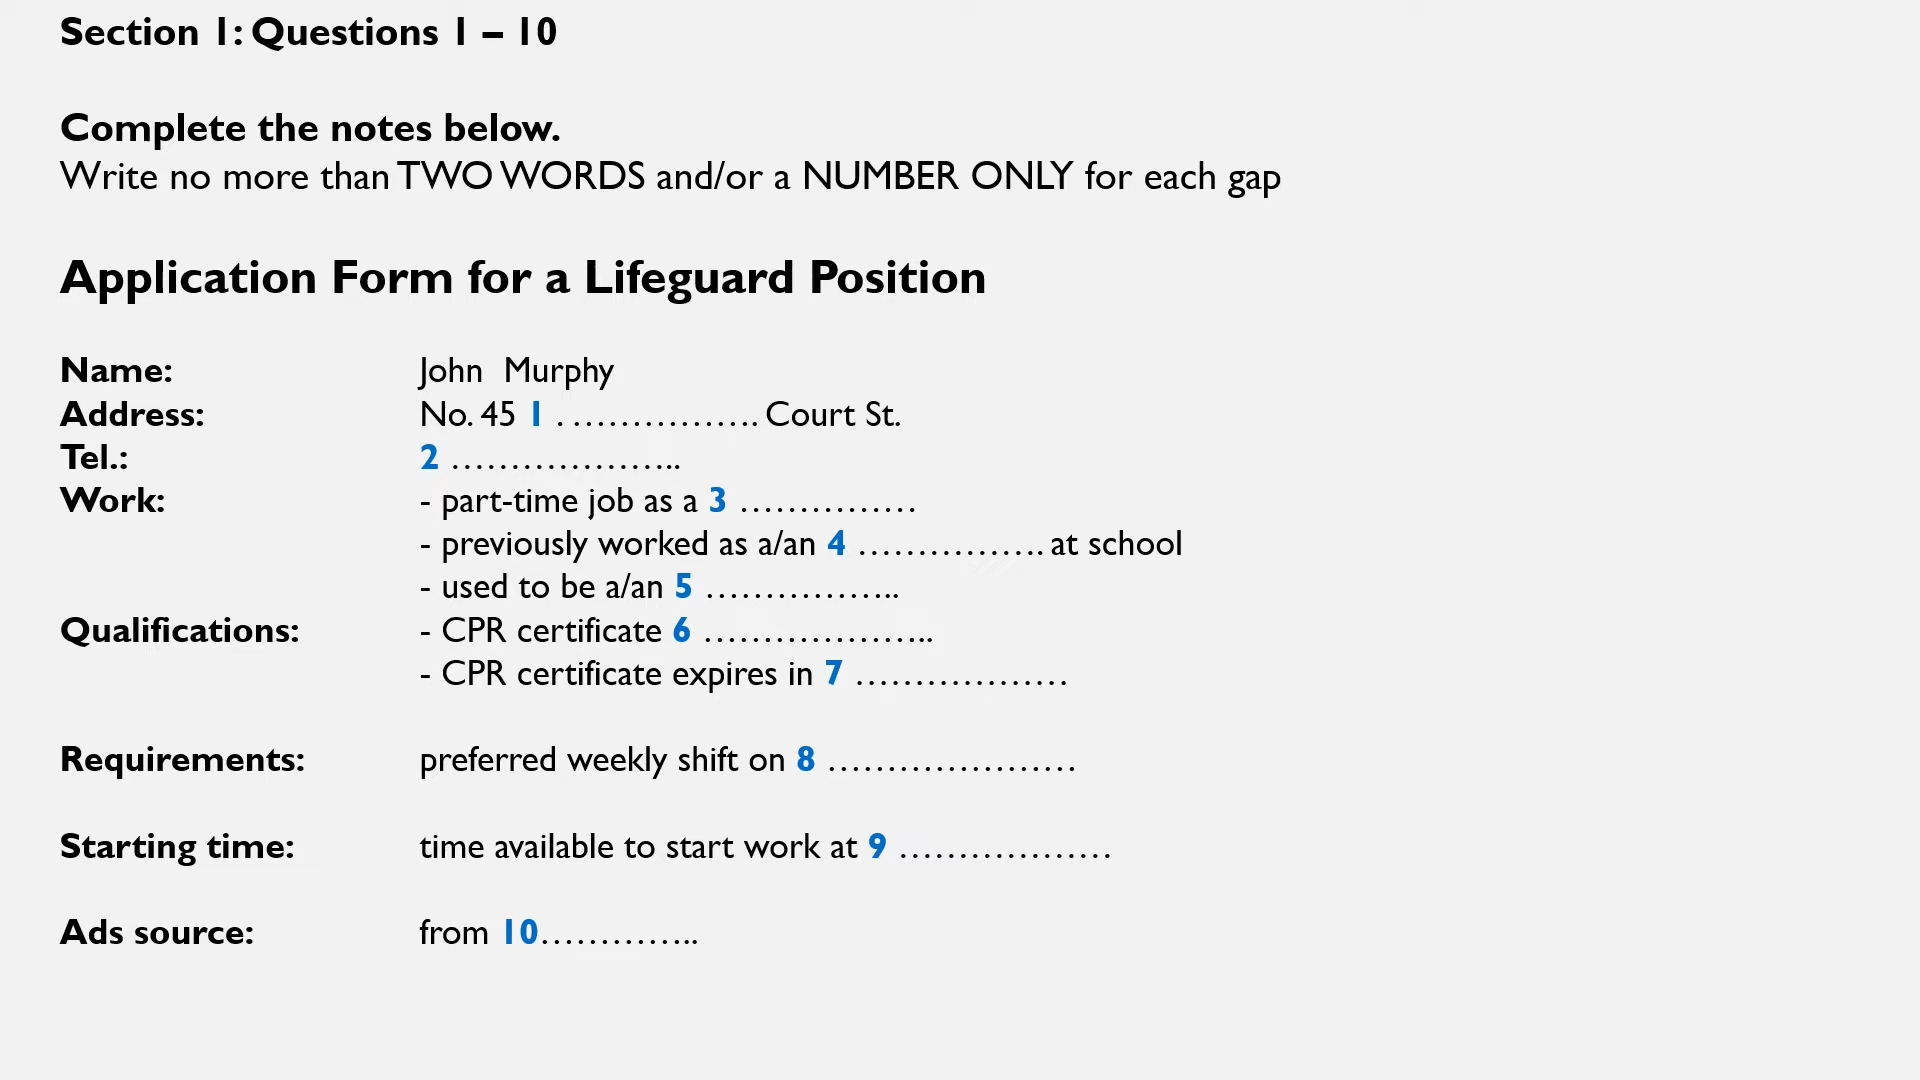 Section 1: Questions 1 – 10
Complete the notes below.
Write no more than TWO WORDS and/or a NUMBER ONLY for each gap
Application Form for a Lifeguard Position
Name: John Murphy
Address: No. 45 1 . ……………. Court St.
Tel.: 2 ………………..
Work: - part-time job as a 3 ……………
- previously worked as a/an 4 ……………. at school
- used to be a/an 5 ……………..
Qualifications: - CPR certificate 6 ………………..
- CPR certificate expires in 7 ………………
Requirements: preferred weekly shift on 8 …………………
Starting time: time available to start work at 9 ………………
Ads source: from 10…………..